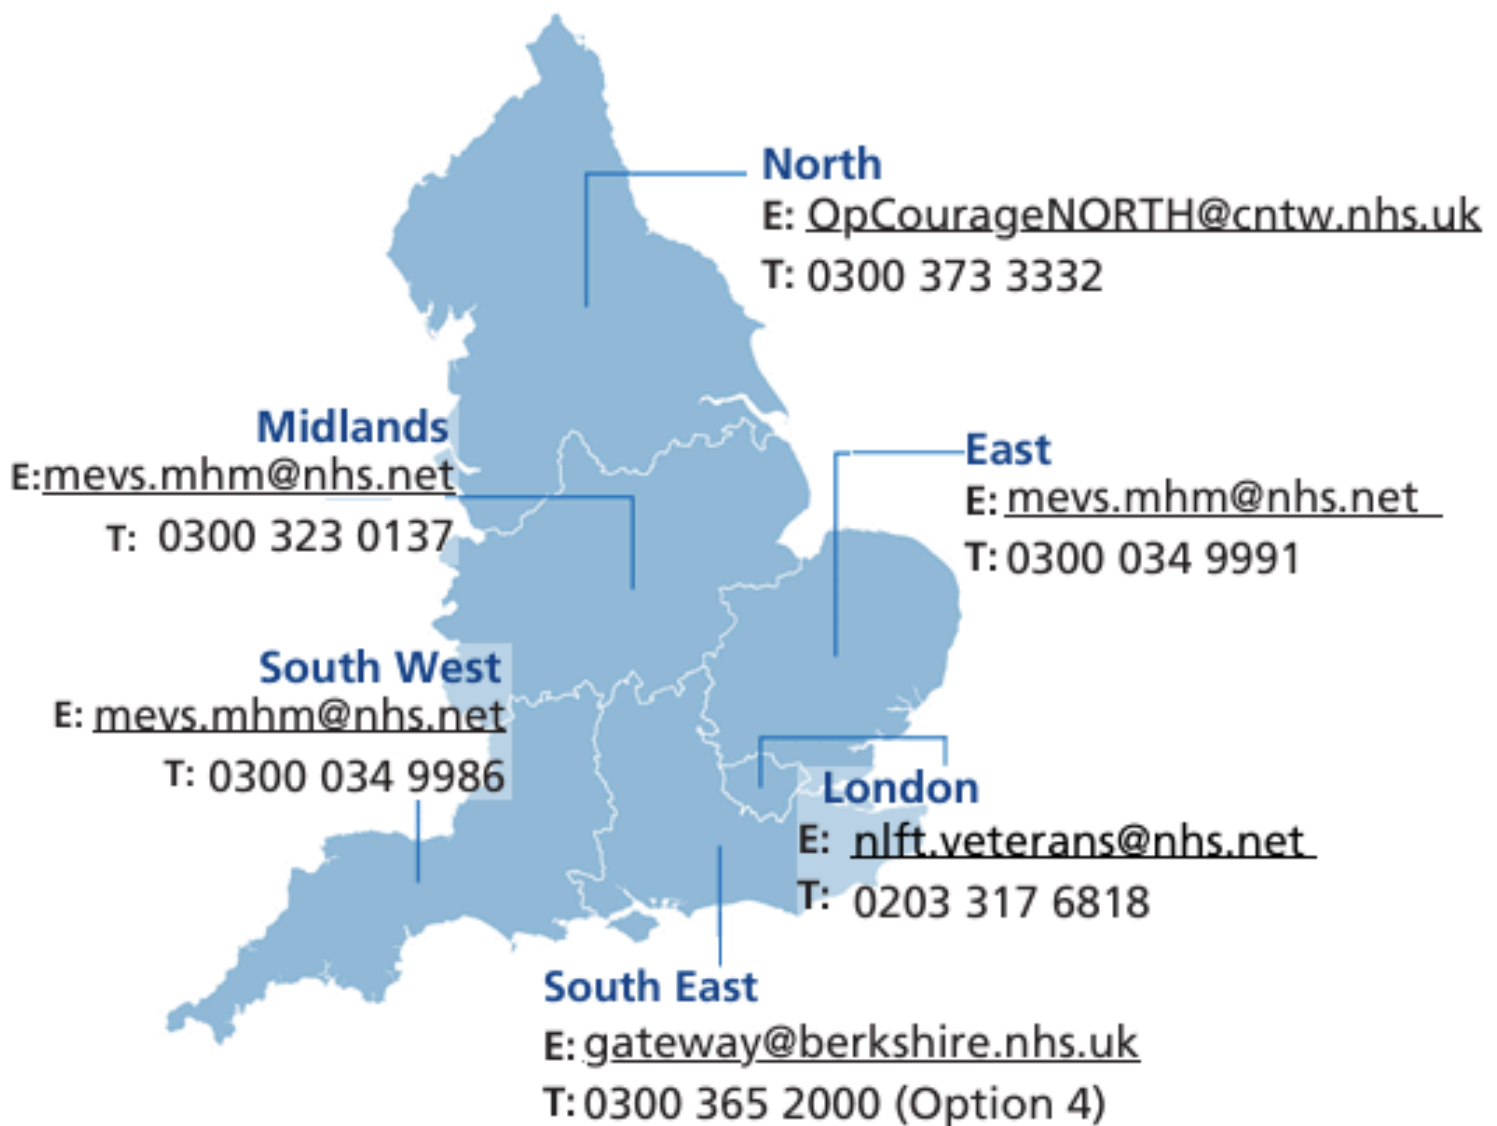 North
E: OpCourageNORTH@cntw.nhs.uk
T: 0300 373 3332
Midlands
E:mevs.mhm@nhs.net
T: 0300 323 0137
East
E: mevs.mhm@nhs.net
T: 0300 034 9991
South West
E: mevs.mhm@nhs.net
T: 0300 034 9986
London
E: nlft.veterans@nhs.net
T: 0203 317 6818
South East
E: gateway@berkshire.nhs.uk
T: 0300 365 2000 (Option 4)